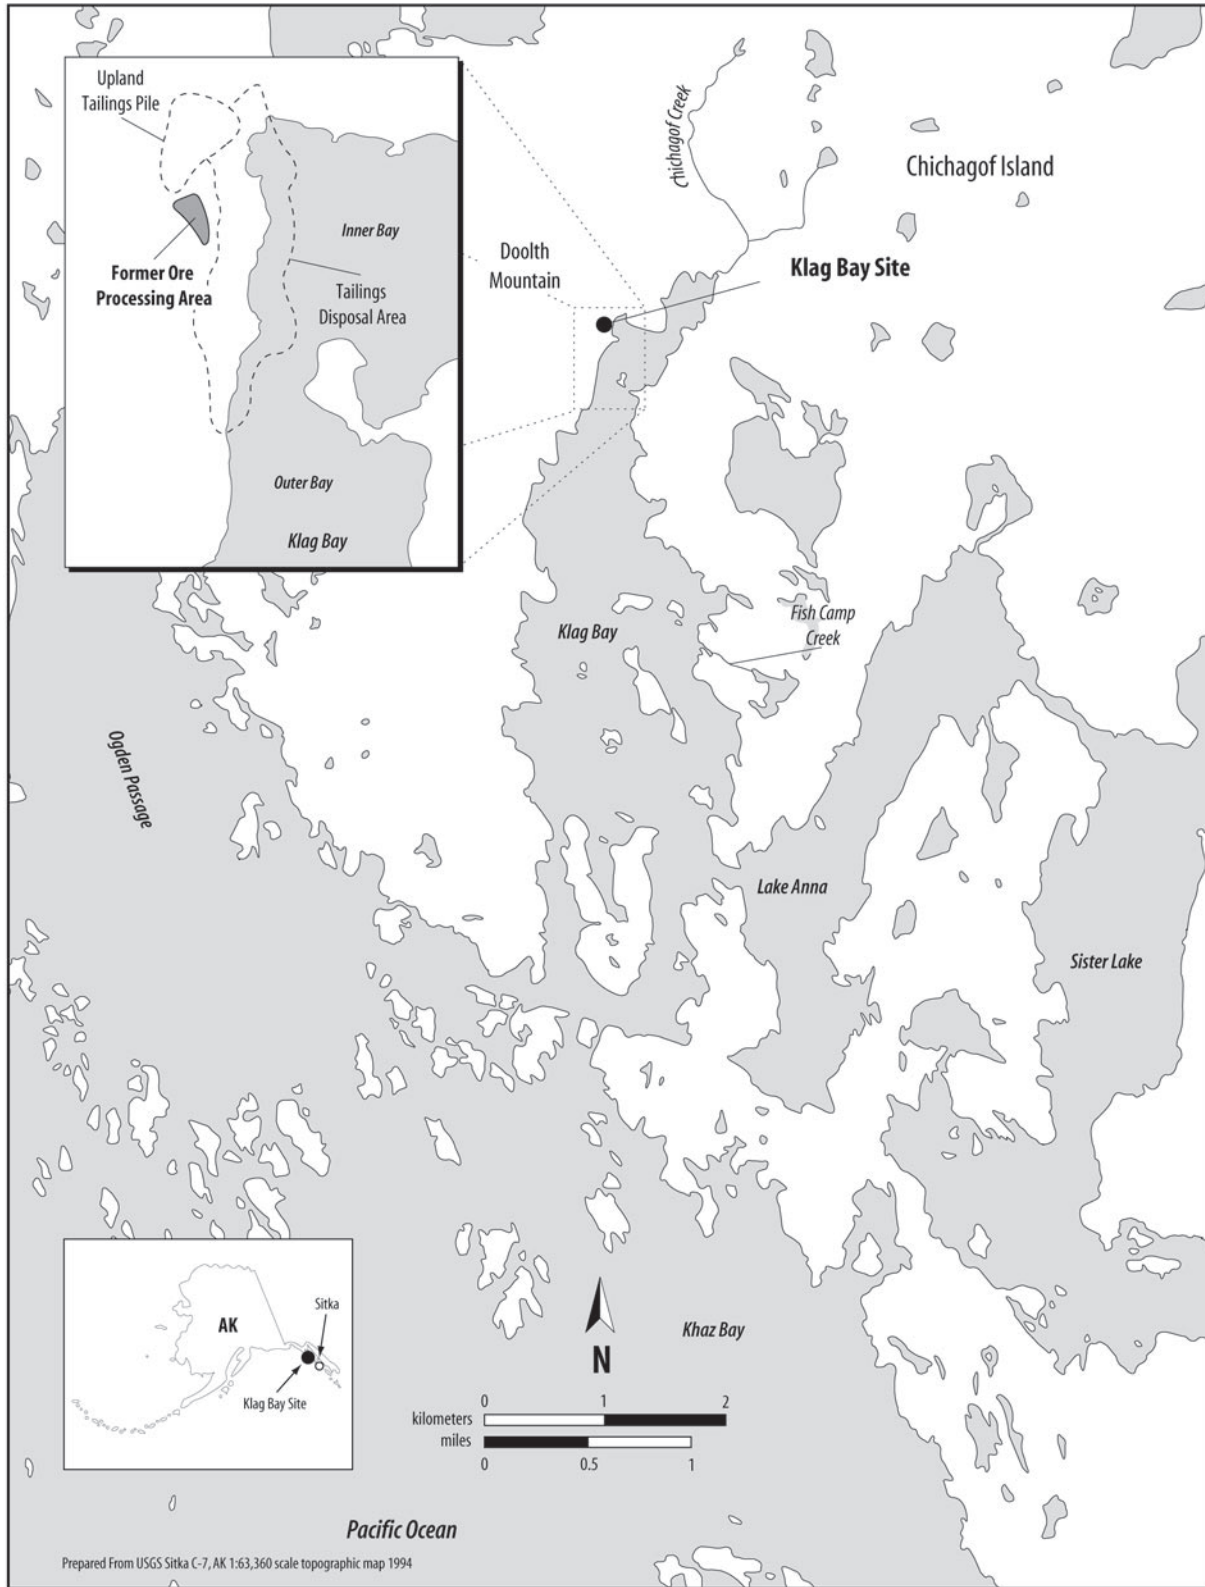 Upland
Tailings Pile
Former Ore
Processing Area
Inner Bay
Tailings
Disposal Area
Outer Bay
Klag Bay
Chichagof Creek
Chichagof Island
Doolth
Mountain
Klag Bay Site
Klag Bay
Fish Camp
Creek
Ogden Passage
Lake Anna
Sister Lake
AK
Sitka
Klag Bay Site
Khaz Bay
N
0 1 2
kilometers
miles
0 0.5 1
Pacific Ocean
Prepared From USGS Sitka C-7, AK 1:63,360 scale topographic map 1994